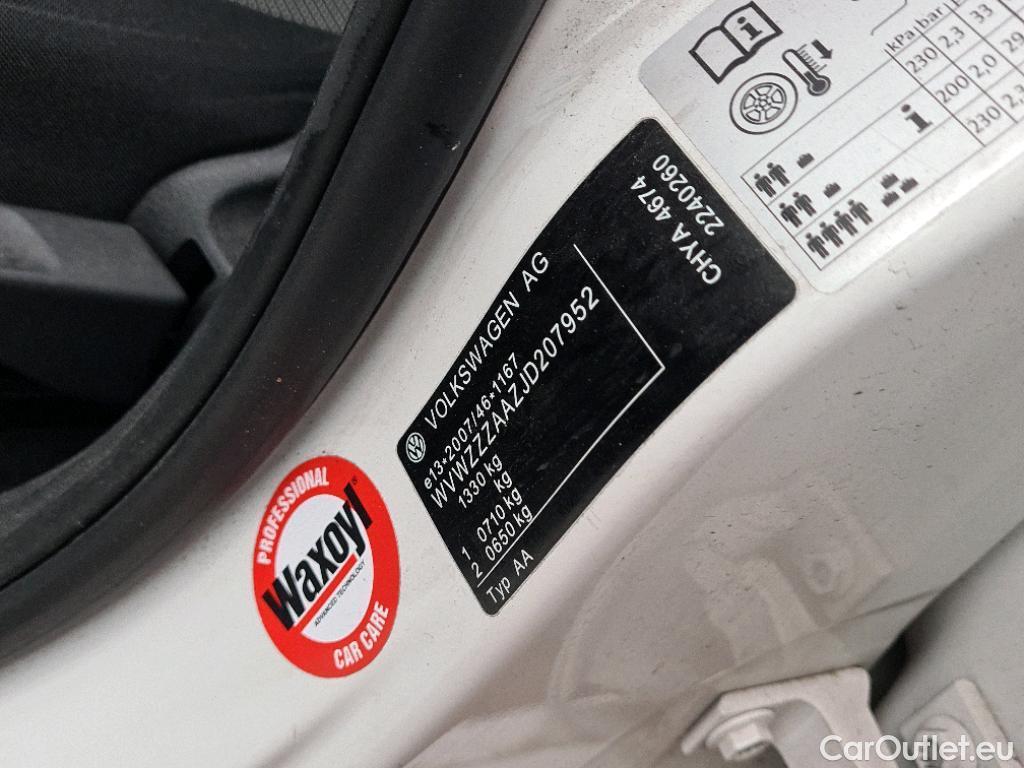 kPa/bar/
230 2,3 33
200 2,0 29
230 2,3
CHYA 4674
2240260
VOLKSWAGEN AG
e13*2007/46*1167
WVWZZZAAZJD207952
1330 kg
kg
1 0710 kg
2 0650 kg
Typ AA
PROFESSIONAL
Waxoyl®
ADVANCED TECHNOLOGY
CAR CARE
CarOutlet.eu